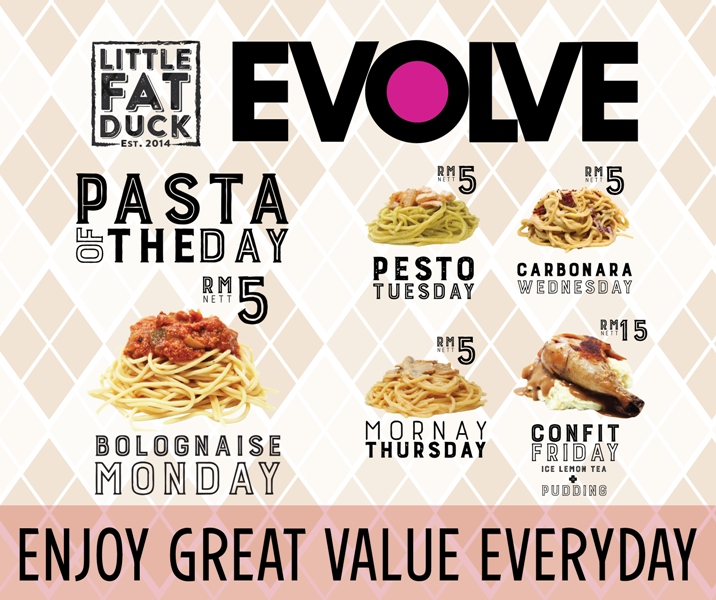 LITTLE
FAT
DUCK
EST. 2014
EVOLVE
PASTA
OF THE DAY
RM NETT 5
BOLOGNAISE
MONDAY
RM NETT 5
PESTO
TUESDAY
RM NETT 5
CARBONARA
WEDNESDAY
RM NETT 5
MORNAY
THURSDAY
RM NETT 15
CONFIT
FRIDAY
ICE LEMON TEA
+
PUDDING
ENJOY GREAT VALUE EVERYDAY